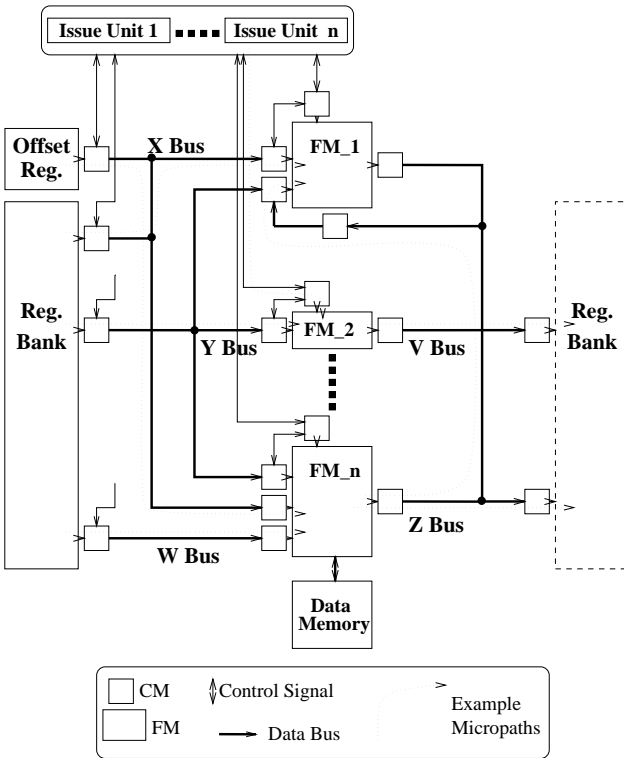 Issue Unit 1
Issue Unit n
Offset
Reg.
X Bus
FM_1
Reg.
Bank
Y Bus
FM_2
V Bus
Reg.
Bank
FM_n
Z Bus
W Bus
Data
Memory
CM
Control Signal
Example
Micropaths
FM
Data Bus